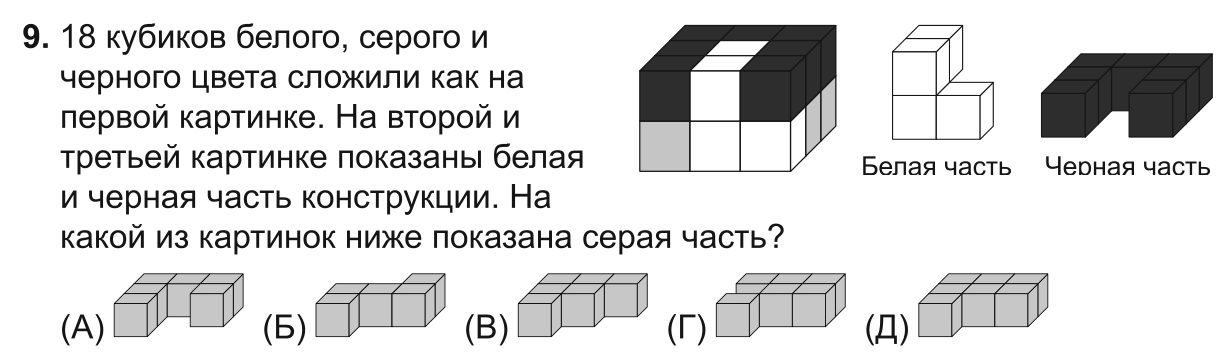 9. 18 кубиков белого, серого и
черного цвета сложили как на
первой картинке. На второй и
третьей картинке показаны белая
и черная часть конструкции. На
какой из картинок ниже показана серая часть?
Белая часть
Черная часть
(А) (Б) (В) (Г) (Д)